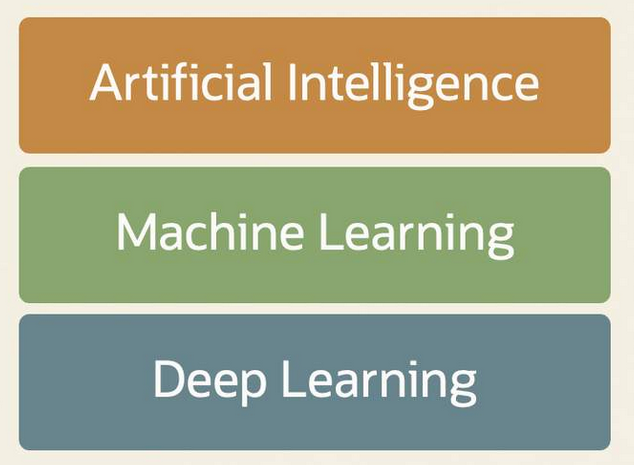 Artificial Intelligence
Machine Learning
Deep Learning